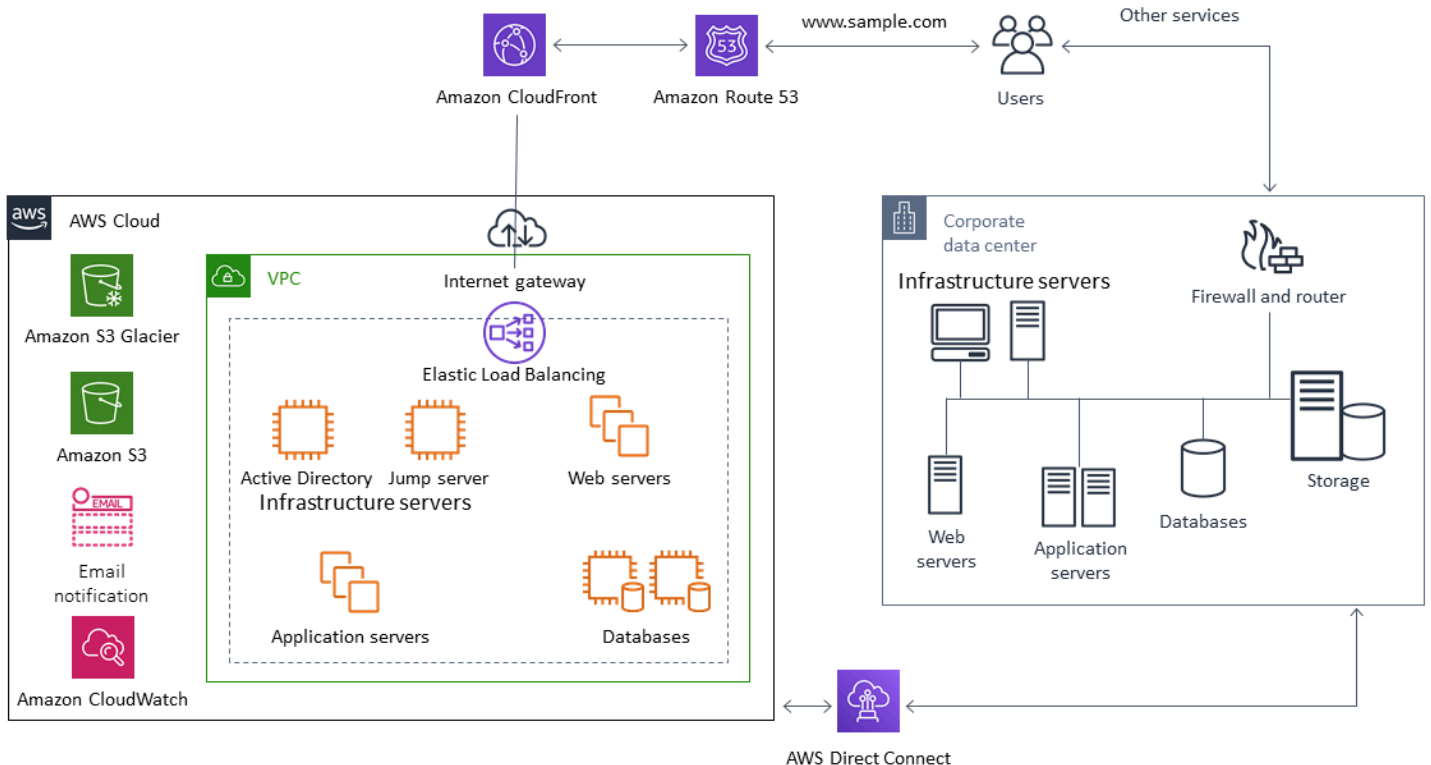 www.sample.com
Other services
53
Amazon CloudFront
Amazon Route 53
Users
aws
AWS Cloud
Amazon S3 Glacier
Amazon S3
EMAIL
Email
notification
Amazon CloudWatch
VPC
Internet gateway
Elastic Load Balancing
Active Directory
Jump server
Infrastructure servers
Web servers
Application servers
Databases
Corporate
data center
Infrastructure servers
Firewall and router
Web
servers
Application
servers
Databases
Storage
AWS Direct Connect